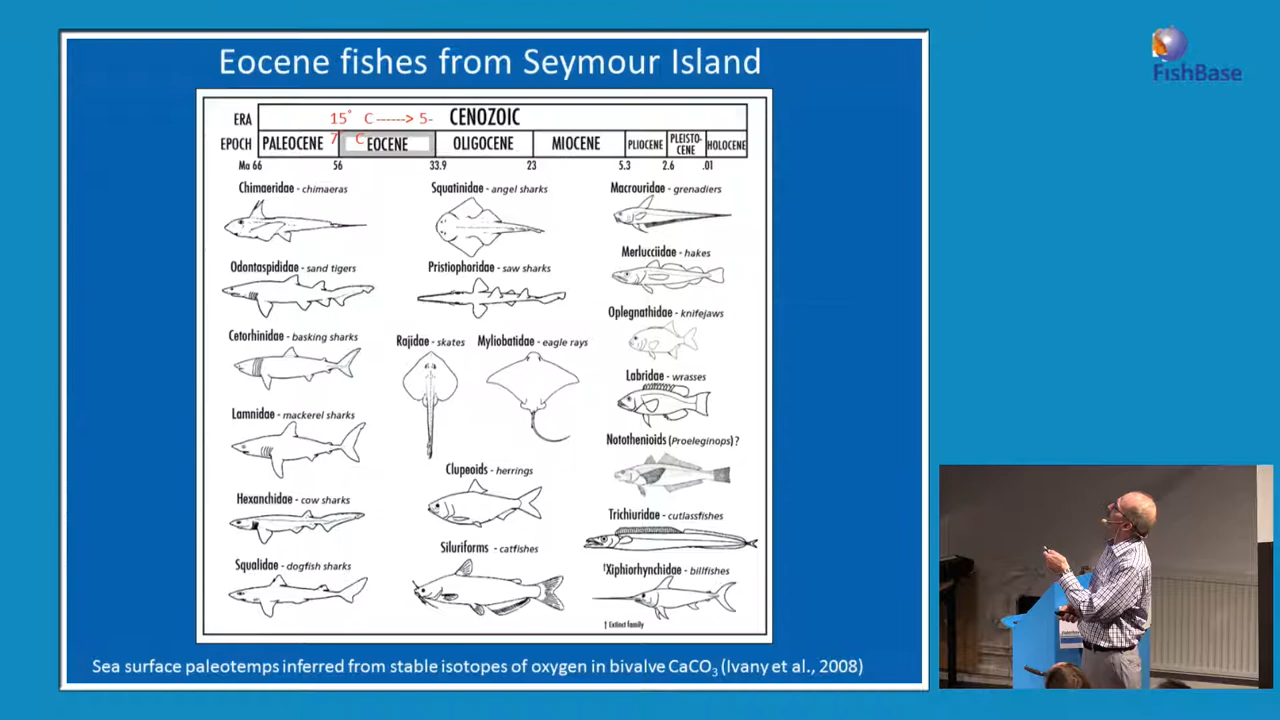 Eocene fishes from Seymour Island
FishBase
ERA
15° C ------> 5-
CENOZOIC
7° C
EPOCH
PALEOCENE
EOCENE
OLIGOCENE
MIOCENE
PLIOCENE
PLEISTO-
CENE
HOLOCENE
Ma 66
56
33.9
23
5.3
2.6
.01
Chimaeridae - chimaeras
Odontaspididae - sand tigers
Cetorhinidae - basking sharks
Lamnidae - mackerel sharks
Hexanchidae - cow sharks
Squalidae - dogfish sharks
Squatinidae - angel sharks
Pristiophoridae - saw sharks
Rajidae - skates
Myliobatidae - eagle rays
Clupeoids - herrings
Siluriforms - catfishes
Macrouridae - grenadiers
Merlucciidae - hakes
Oplegnathidae - knifejaws
Labridae - wrasses
Notothenioids (Proeleginops)?
Trichiuridae - cutlassfishes
†Xiphiorhynchidae - billfishes
† Extinct family
Sea surface paleotemps inferred from stable isotopes of oxygen in bivalve CaCO₃ (Ivany et al., 2008)